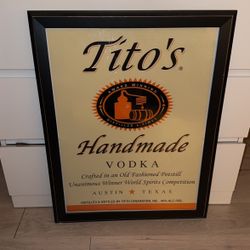 Tito's
Handmade
VODKA
Crafted in an Old Fashioned Potstill
Unanimous Winner World Spirits Competition
AUSTIN ★ TEXAS